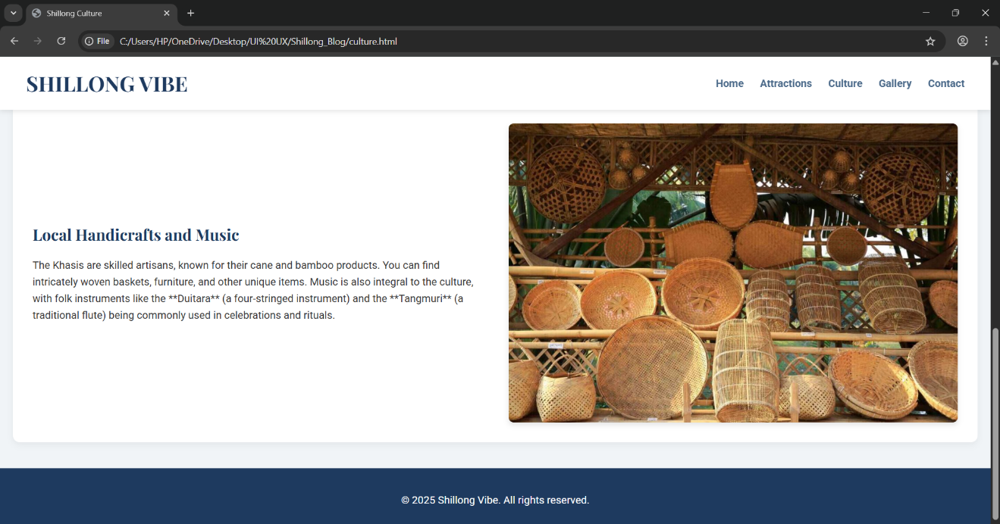 Shillong Culture
File
C:/Users/HP/OneDrive/Desktop/UI%20UX/Shillong_Blog/culture.html
SHILLONG VIBE
Home
Attractions
Culture
Gallery
Contact
Local Handicrafts and Music
The Khasis are skilled artisans, known for their cane and bamboo products. You can find
intricately woven baskets, furniture, and other unique items. Music is also integral to the culture,
with folk instruments like the **Duitara** (a four-stringed instrument) and the **Tangmuri** (a
traditional flute) being commonly used in celebrations and rituals.
© 2025 Shillong Vibe. All rights reserved.